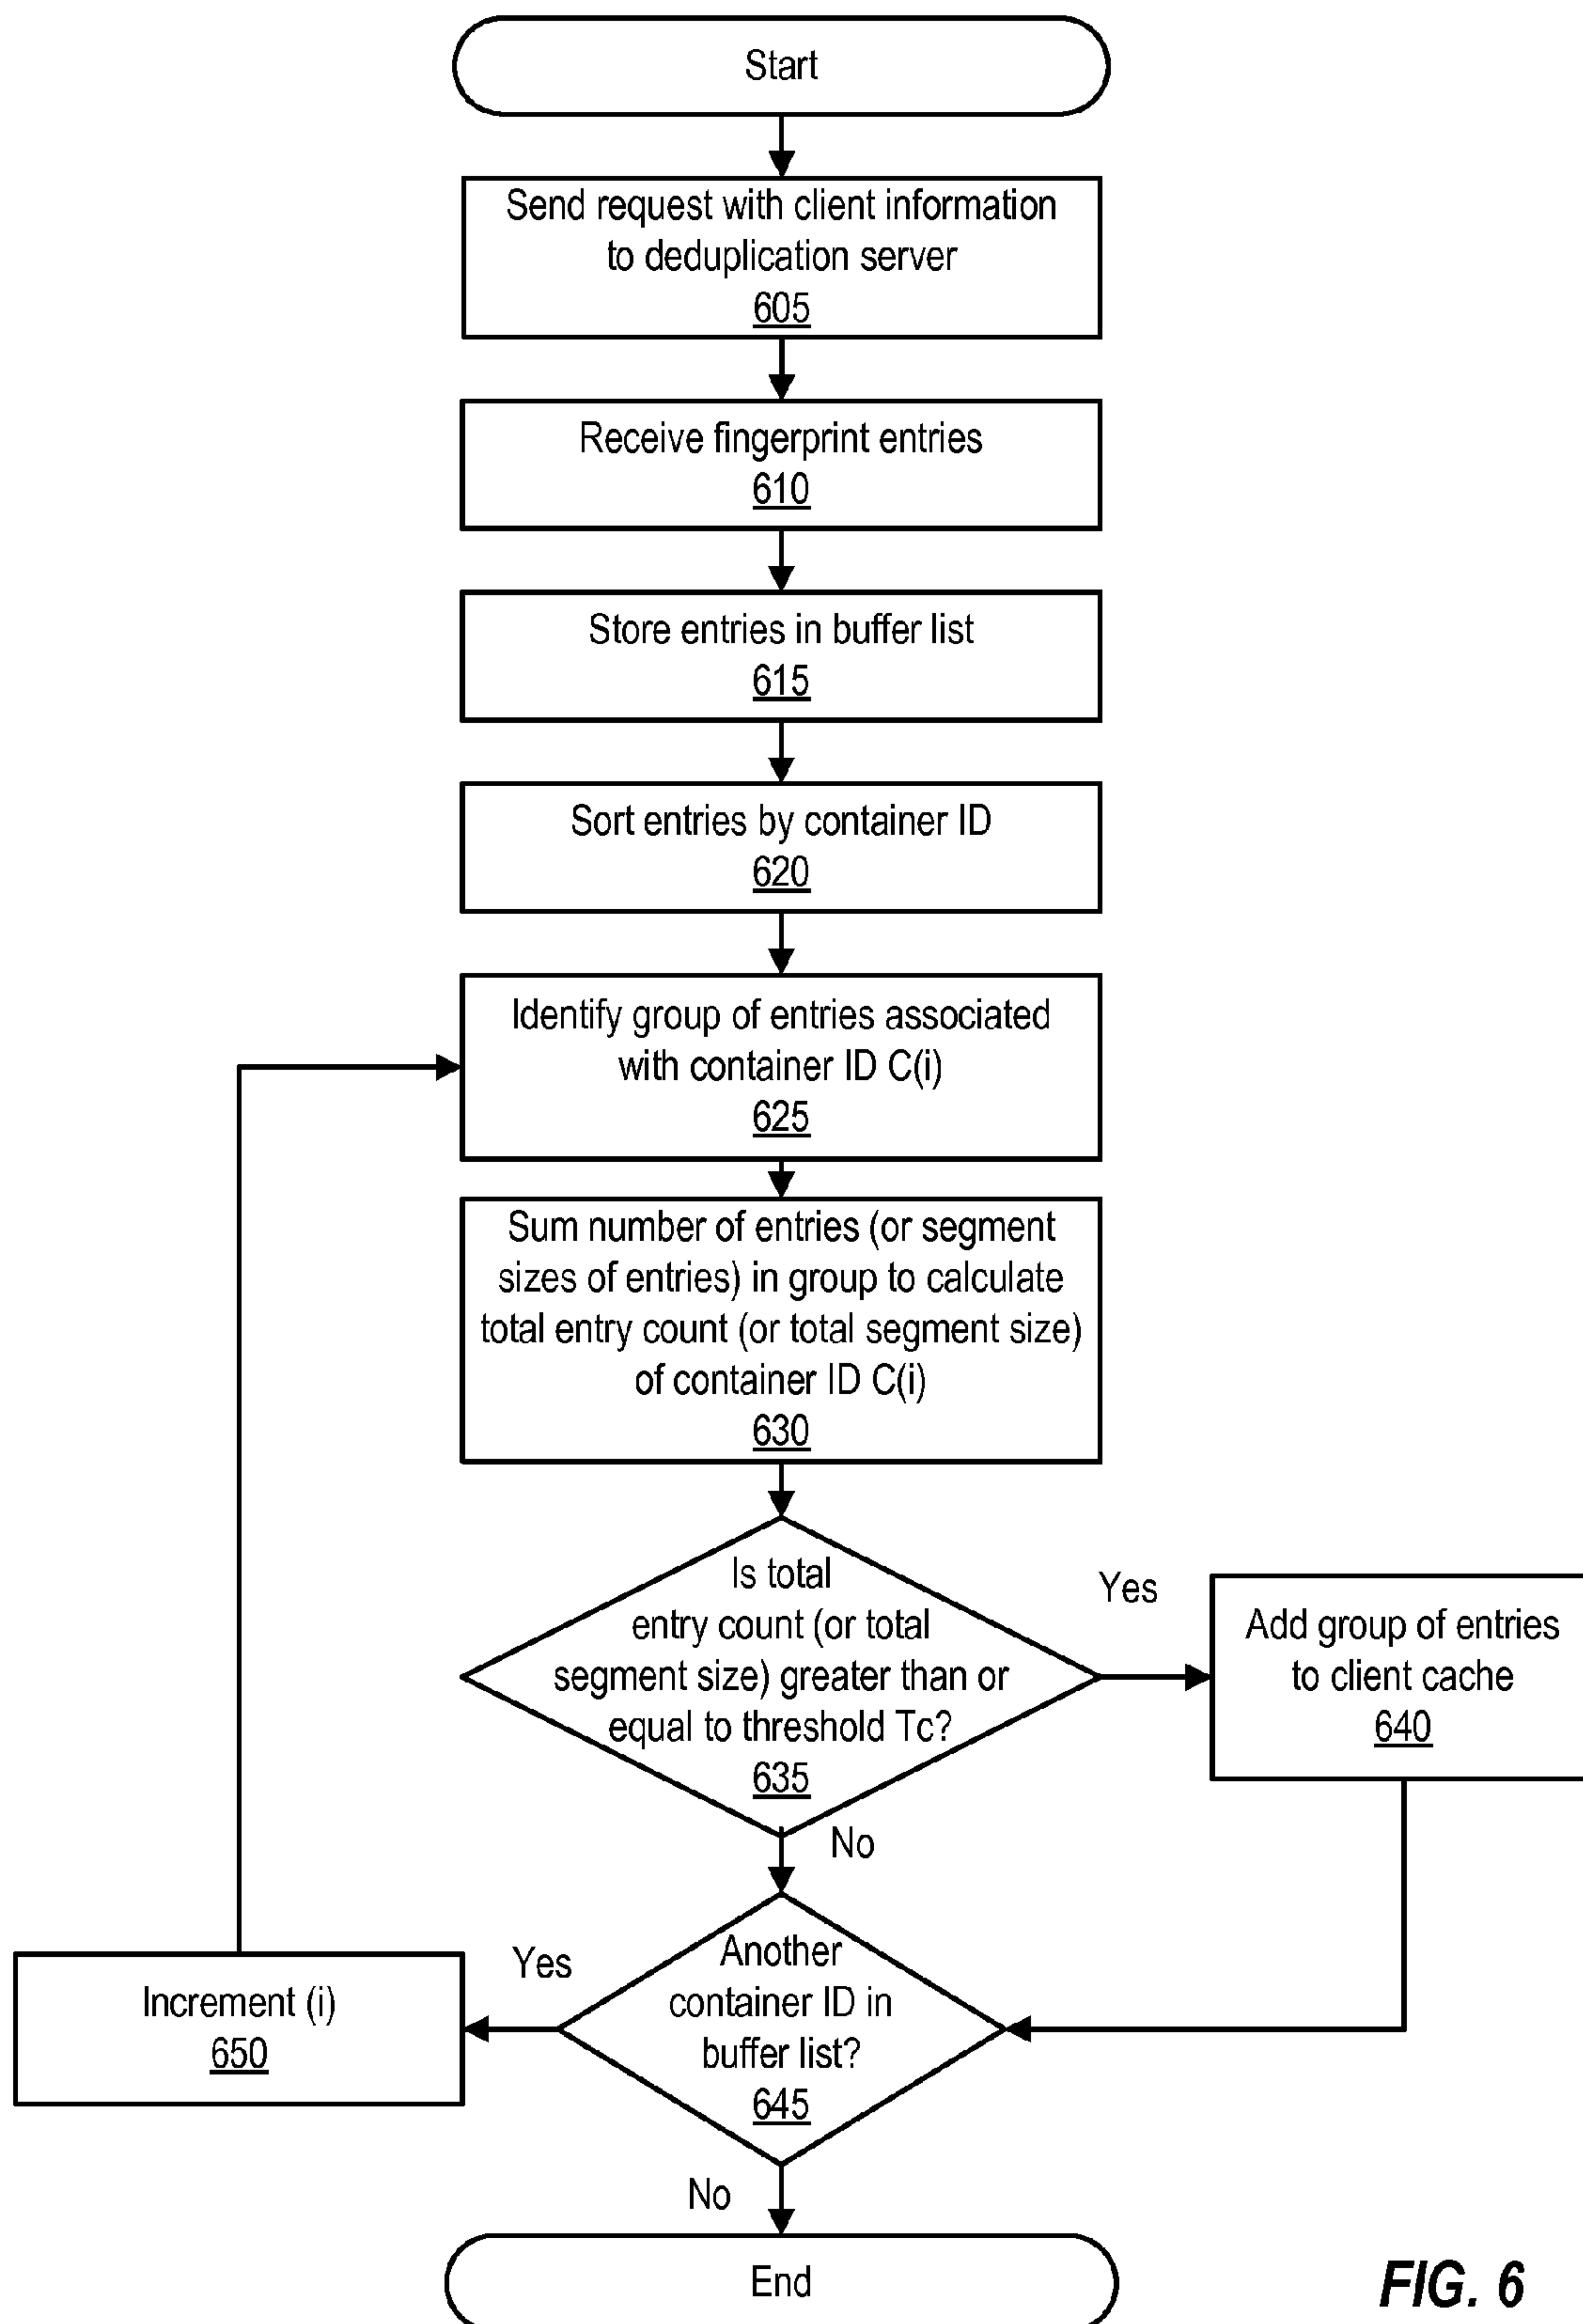 Start
Send request with client information
to deduplication server
605
Receive fingerprint entries
610
Store entries in buffer list
615
Sort entries by container ID
620
Identify group of entries associated
with container ID C(i)
625
Sum number of entries (or segment
sizes of entries) in group to calculate
total entry count (or total segment size)
of container ID C(i)
630
Is total
entry count (or total
segment size) greater than or
equal to threshold Tc?
635
Yes
Add group of entries
to client cache
640
No
Another
container ID in
buffer list?
645
Yes
Increment (i)
650
No
End
FIG. 6